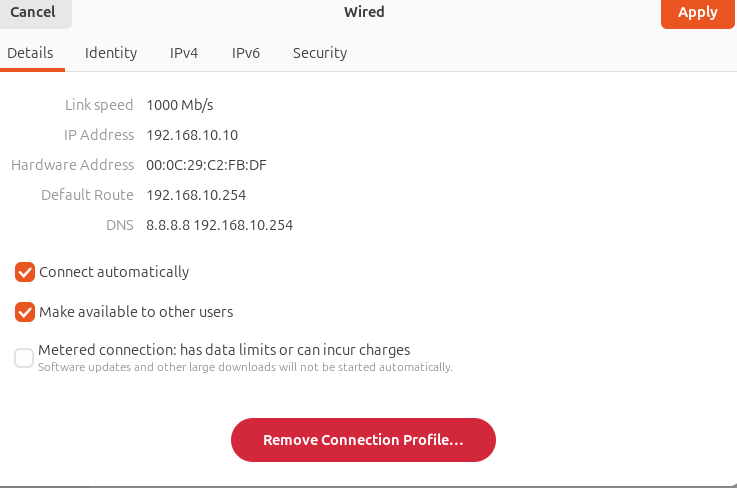 Cancel Wired Apply
Details Identity IPv4 IPv6 Security
Link speed 1000 Mb/s
IP Address 192.168.10.10
Hardware Address 00:0C:29:C2:FB:DF
Default Route 192.168.10.254
DNS 8.8.8.8 192.168.10.254
Connect automatically
Make available to other users
Metered connection: has data limits or can incur charges
Software updates and other large downloads will not be started automatically.
Remove Connection Profile…